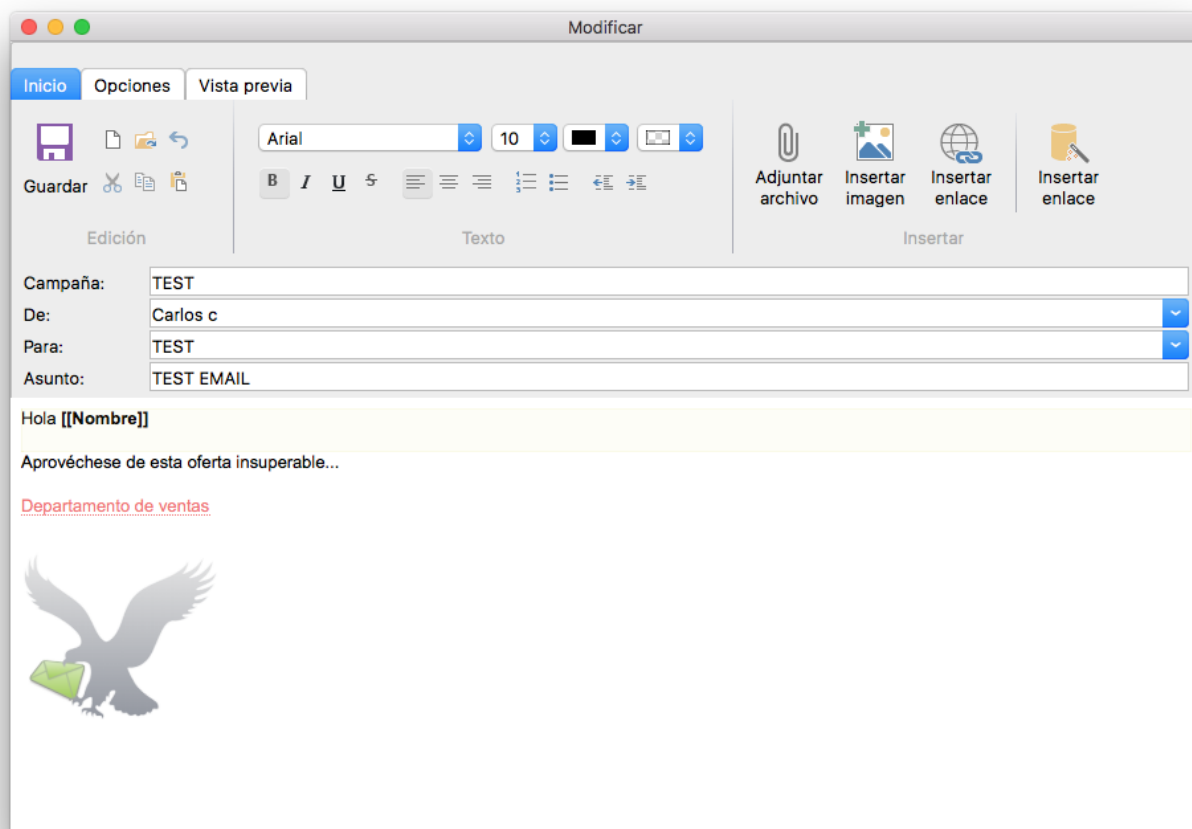 Modificar
Inicio Opciones Vista previa
Arial 10
Guardar
B I U S
Adjuntar archivo
Insertar imagen
Insertar enlace
Insertar enlace
Edición Texto Insertar
Campaña: TEST
De: Carlos c
Para: TEST
Asunto: TEST EMAIL
Hola [[Nombre]]
Aprovéchese de esta oferta insuperable...
Departamento de ventas